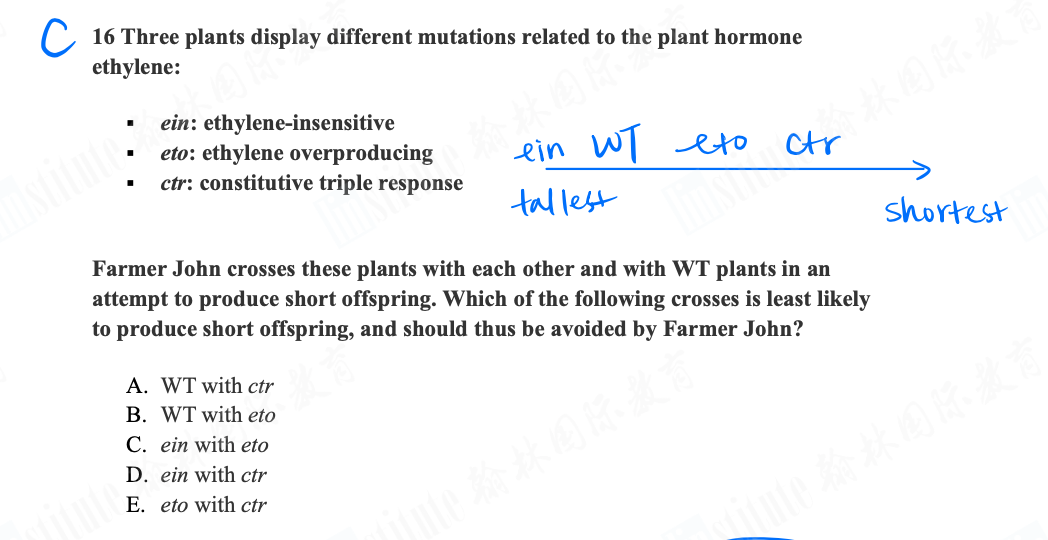 C 16 Three plants display different mutations related to the plant hormone
ethylene:
▪ ein: ethylene-insensitive
▪ eto: ethylene overproducing
▪ ctr: constitutive triple response
ein WT eto ctr
tallest
shortest
Farmer John crosses these plants with each other and with WT plants in an
attempt to produce short offspring. Which of the following crosses is least likely
to produce short offspring, and should thus be avoided by Farmer John?
A. WT with ctr
B. WT with eto
C. ein with eto
D. ein with ctr
E. eto with ctr